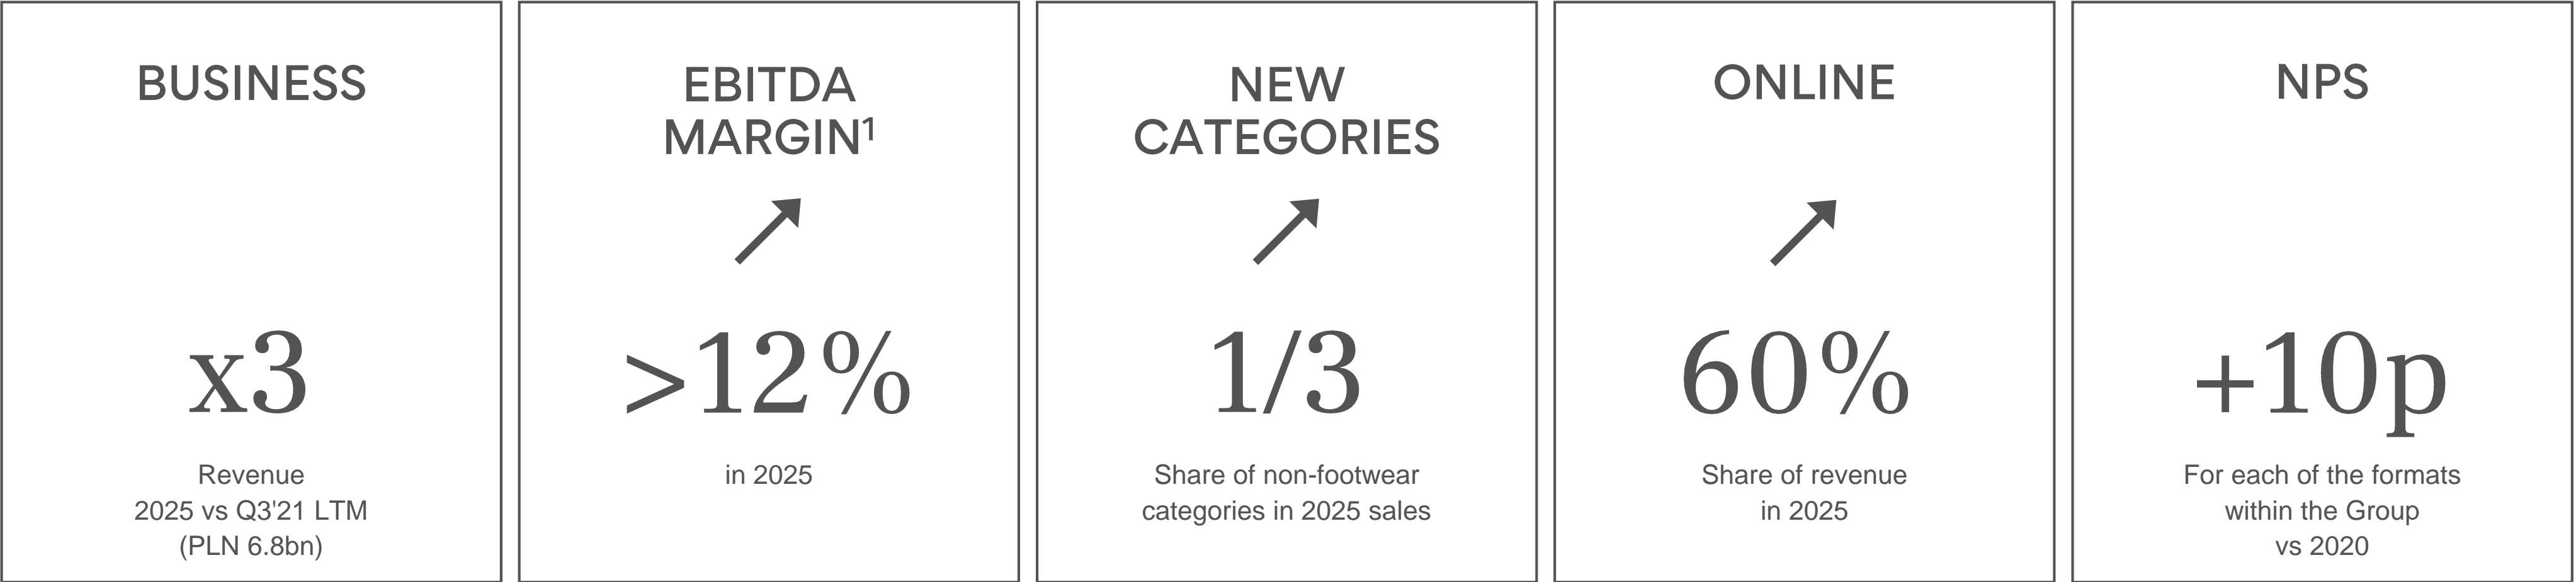 BUSINESS
x3
Revenue
2025 vs Q3'21 LTM
(PLN 6.8bn)
EBITDA
MARGIN¹
>12%
in 2025
NEW
CATEGORIES
1/3
Share of non-footwear
categories in 2025 sales
ONLINE
60%
Share of revenue
in 2025
NPS
+10p
For each of the formats
within the Group
vs 2020